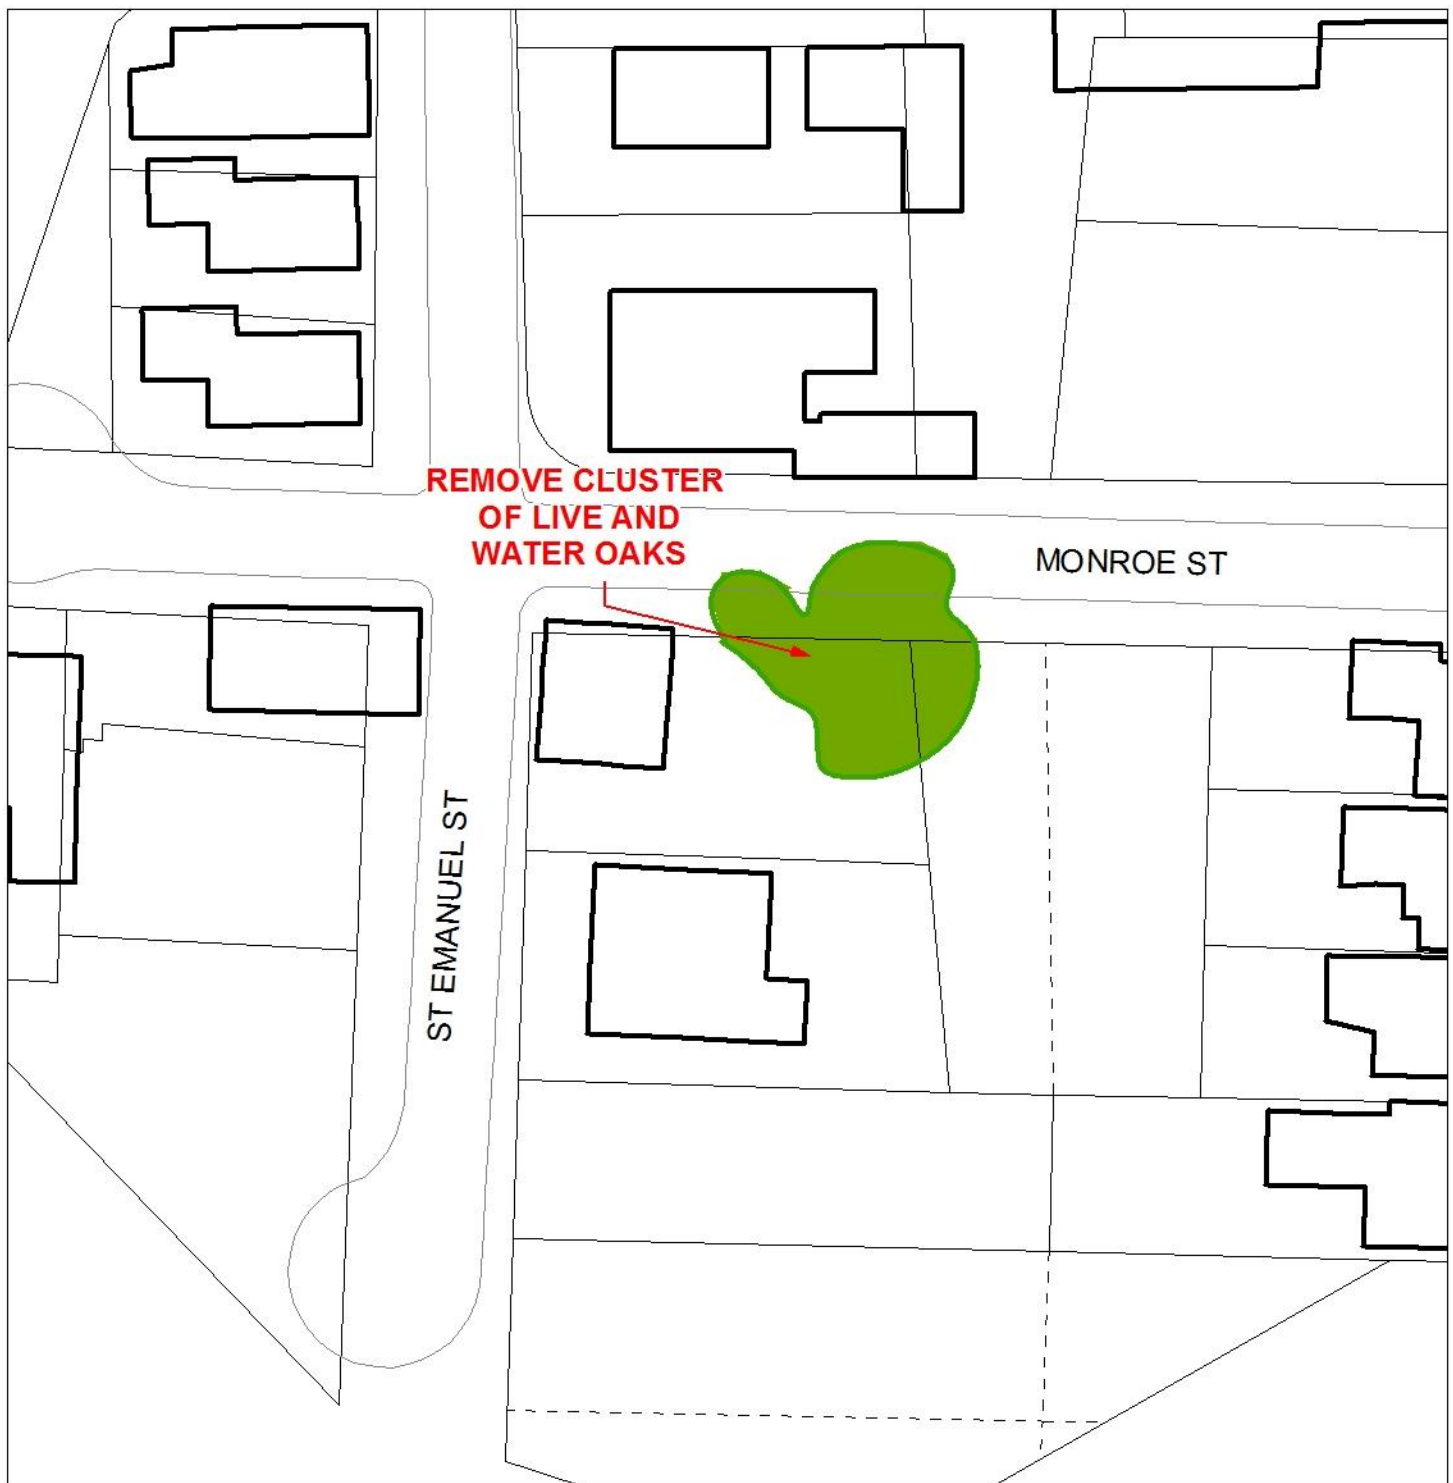 REMOVE CLUSTER
OF LIVE AND
WATER OAKS
MONROE ST
ST EMANUEL ST